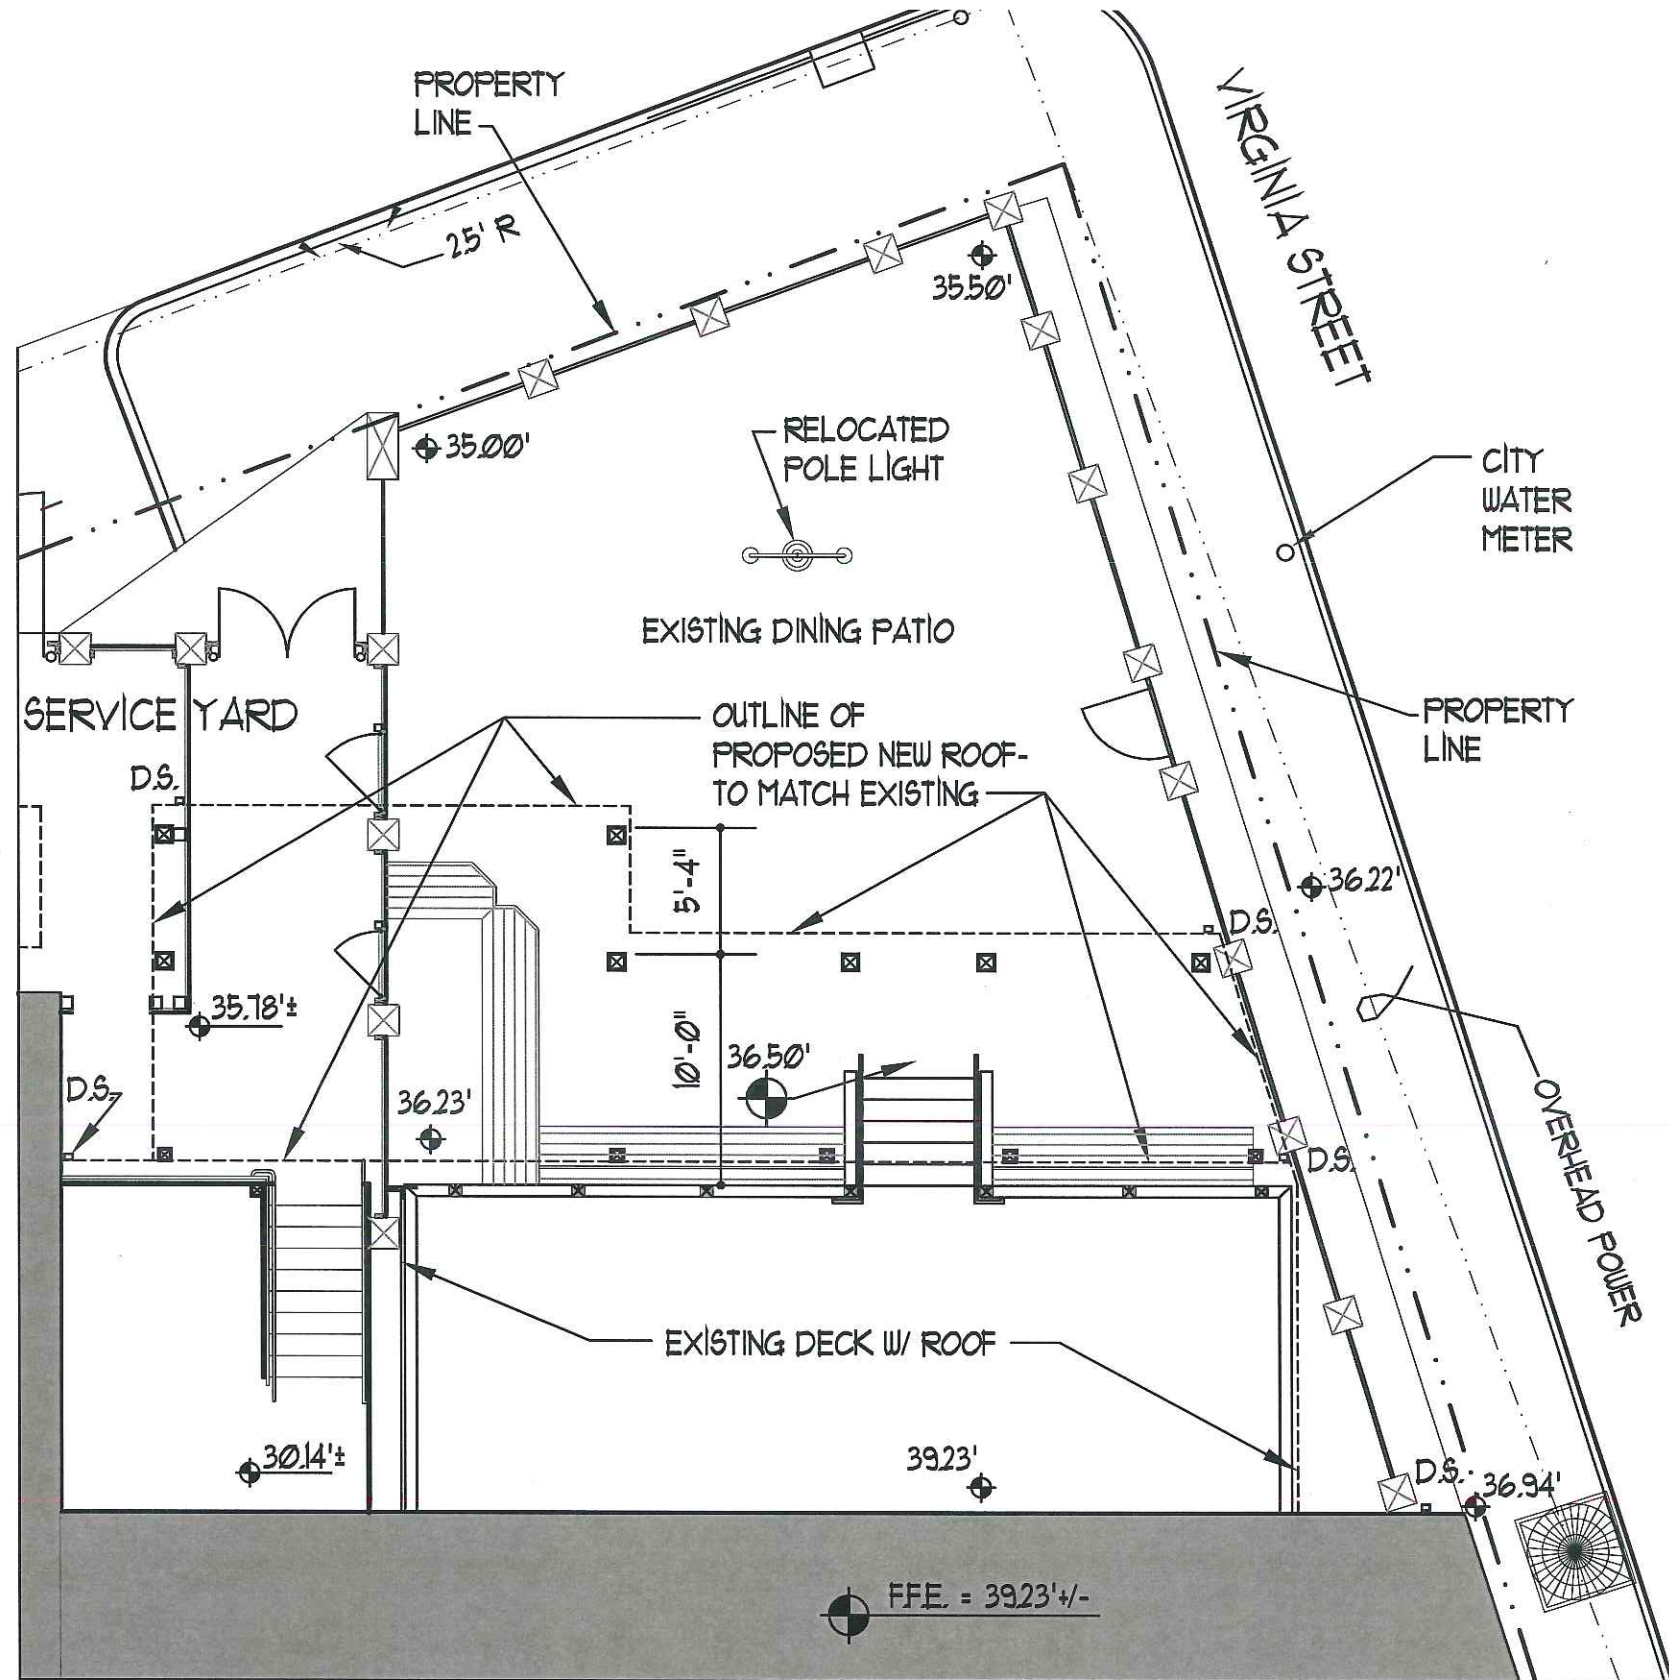 PROPERTY
LINE
VIRGINIA STREET
2.5' R
35.50'
35.00'
RELOCATED
POLE LIGHT
CITY
WATER
METER
EXISTING DINING PATIO
SERVICE YARD
OUTLINE OF
PROPOSED NEW ROOF-
TO MATCH EXISTING
PROPERTY
LINE
D.S.
5'-4"
36.22'
D.S.
35.78'±
10'-0"
36.50'
D.S.
36.23'
OVERHEAD POWER
D.S.
EXISTING DECK W/ ROOF
30.14'±
39.23'
D.S.
36.94'
F.F.E. = 39.23'+/-